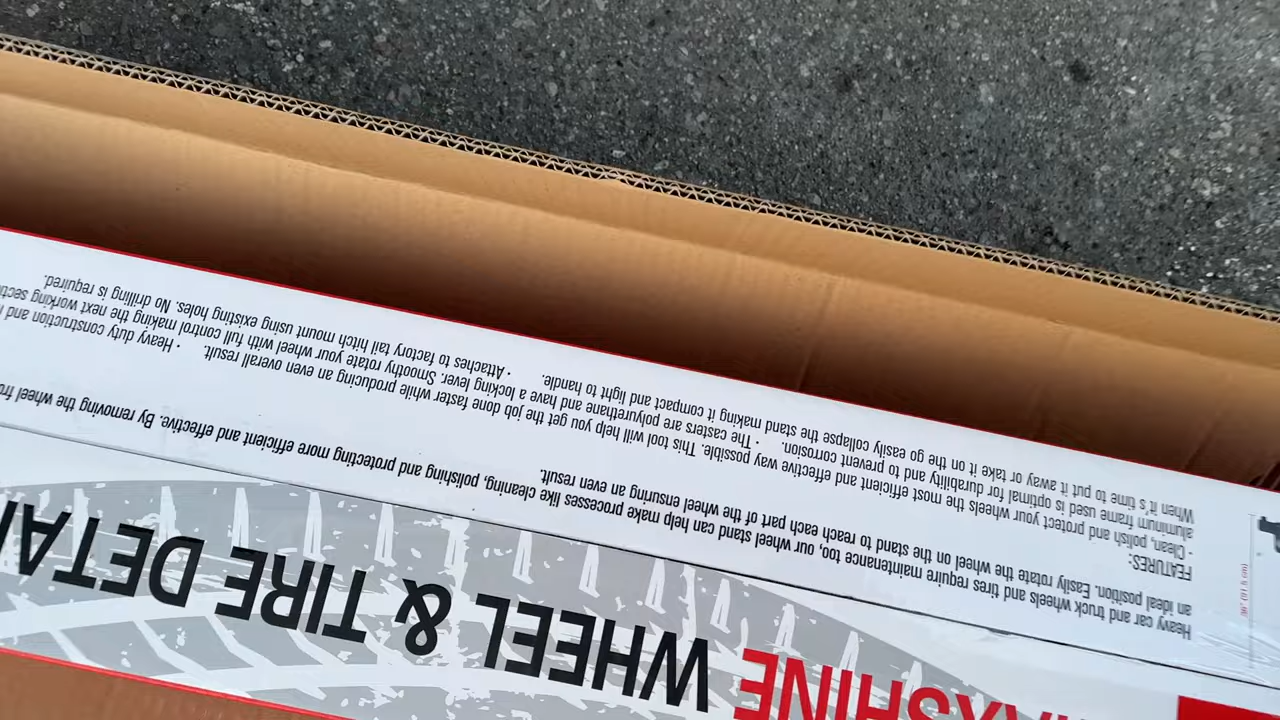 AXSHINE WHEEL & TIRE DETAI
Heavy car and truck wheels and tires require maintenance too, our wheel stand can help make processes like cleaning, polishing and protecting and more efficient and effective. By removing the wheel
an ideal position. Easily rotate the wheel on the stand to reach each part of the wheel ensuring an even result.
FEATURES:
· Clean, polish and protect your wheels the most efficient and effective way possible. This tool will help you get the job done faster while producing an even overall result. · Heavy duty construction and
aluminum frame used is optimal for durability and to prevent corrosion. · The casters are polyurethane and have a locking lever. Smoothy rotate your wheel with full control making the next working
When it's time to put it away or take it on the go easily collapse the stand making it compact and light to handle. · Attaches to factory tail hitch mount using existing holes. No drilling is required.